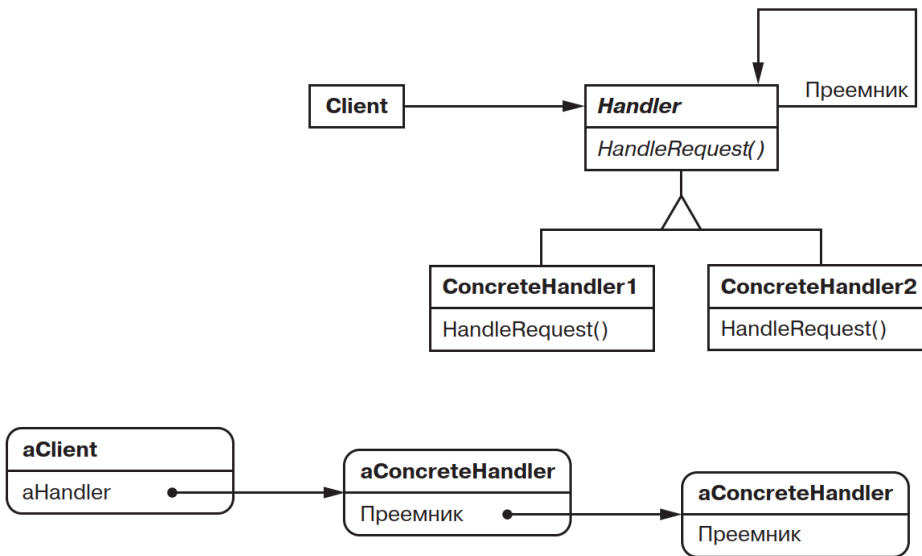 Преемник
Client
Handler
HandleRequest()
ConcreteHandler1
HandleRequest()
ConcreteHandler2
HandleRequest()
aClient
aHandler
aConcreteHandler
Преемник
aConcreteHandler
Преемник